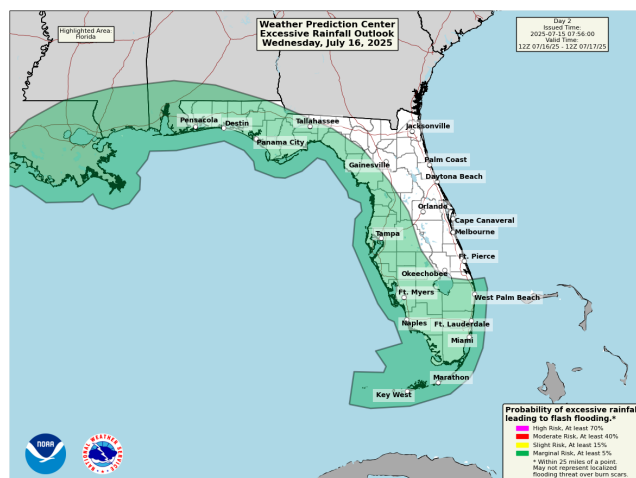 Highlighted Area:
Florida
Weather Prediction Center
Excessive Rainfall Outlook
Wednesday, July 16, 2025
Day 2
Issued Time:
2025-07-15 07:56:00
Valid Time:
12Z 07/16/25 - 12Z 07/17/25
Pensacola
Destin
Tallahassee
Jacksonville
Panama City
Gainesville
Palm Coast
Daytona Beach
Orlando
Cape Canaveral
Melbourne
Tampa
Ft. Pierce
Okeechobee
Ft. Myers
West Palm Beach
Naples
Ft. Lauderdale
Miami
Marathon
Key West
Probability of excessive rainfal
leading to flash flooding.*
High Risk, At least 70%
Moderate Risk, At least 40%
Slight Risk, At least 15%
Marginal Risk, At least 5%
* Within 25 miles of a point.
May not represent localized
flooding threat over burn scars.
NOAA
NATIONAL WEATHER
SERVICE